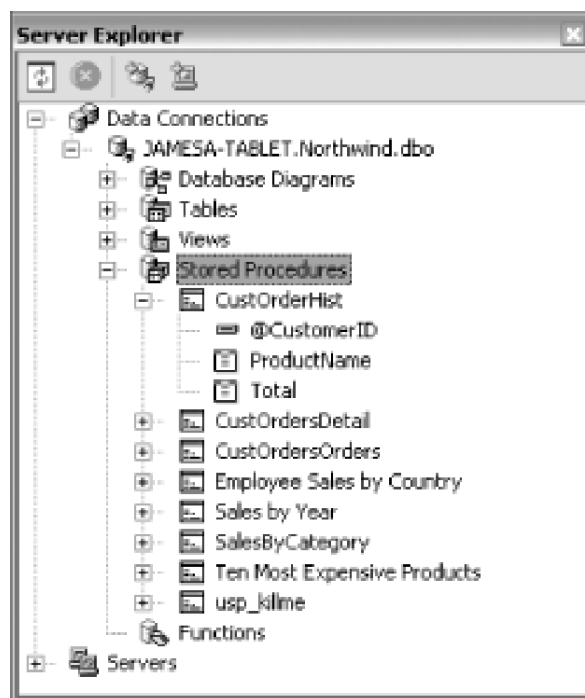 Server Explorer
Data Connections
JAMESA-TABLET.Northwind.dbo
Database Diagrams
Tables
Views
Stored Procedures
CustOrderHist
@CustomerID
ProductName
Total
CustOrdersDetail
CustOrdersOrders
Employee Sales by Country
Sales by Year
SalesByCategory
Ten Most Expensive Products
usp_killme
Functions
Servers